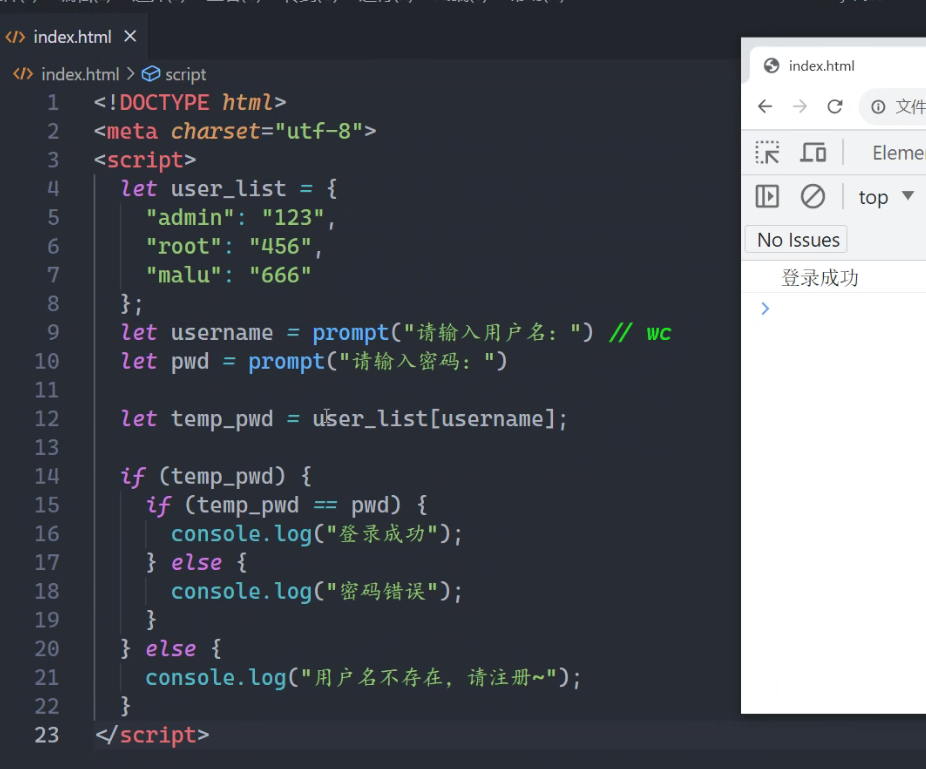 index.html
index.html > script
1 <!DOCTYPE html>
2 <meta charset="utf-8">
3 <script>
4 let user_list = {
5 "admin": "123",
6 "root": "456",
7 "malu": "666"
8 };
9 let username = prompt("请输入用户名: ") // wc
10 let pwd = prompt("请输入密码: ")
11
12 let temp_pwd = user_list[username];
13
14 if (temp_pwd) {
15 if (temp_pwd == pwd) {
16 console.log("登录成功");
17 } else {
18 console.log("密码错误");
19 }
20 } else {
21 console.log("用户名不存在, 请注册~");
22 }
23 </script>
index.html
文件
top
No Issues
登录成功